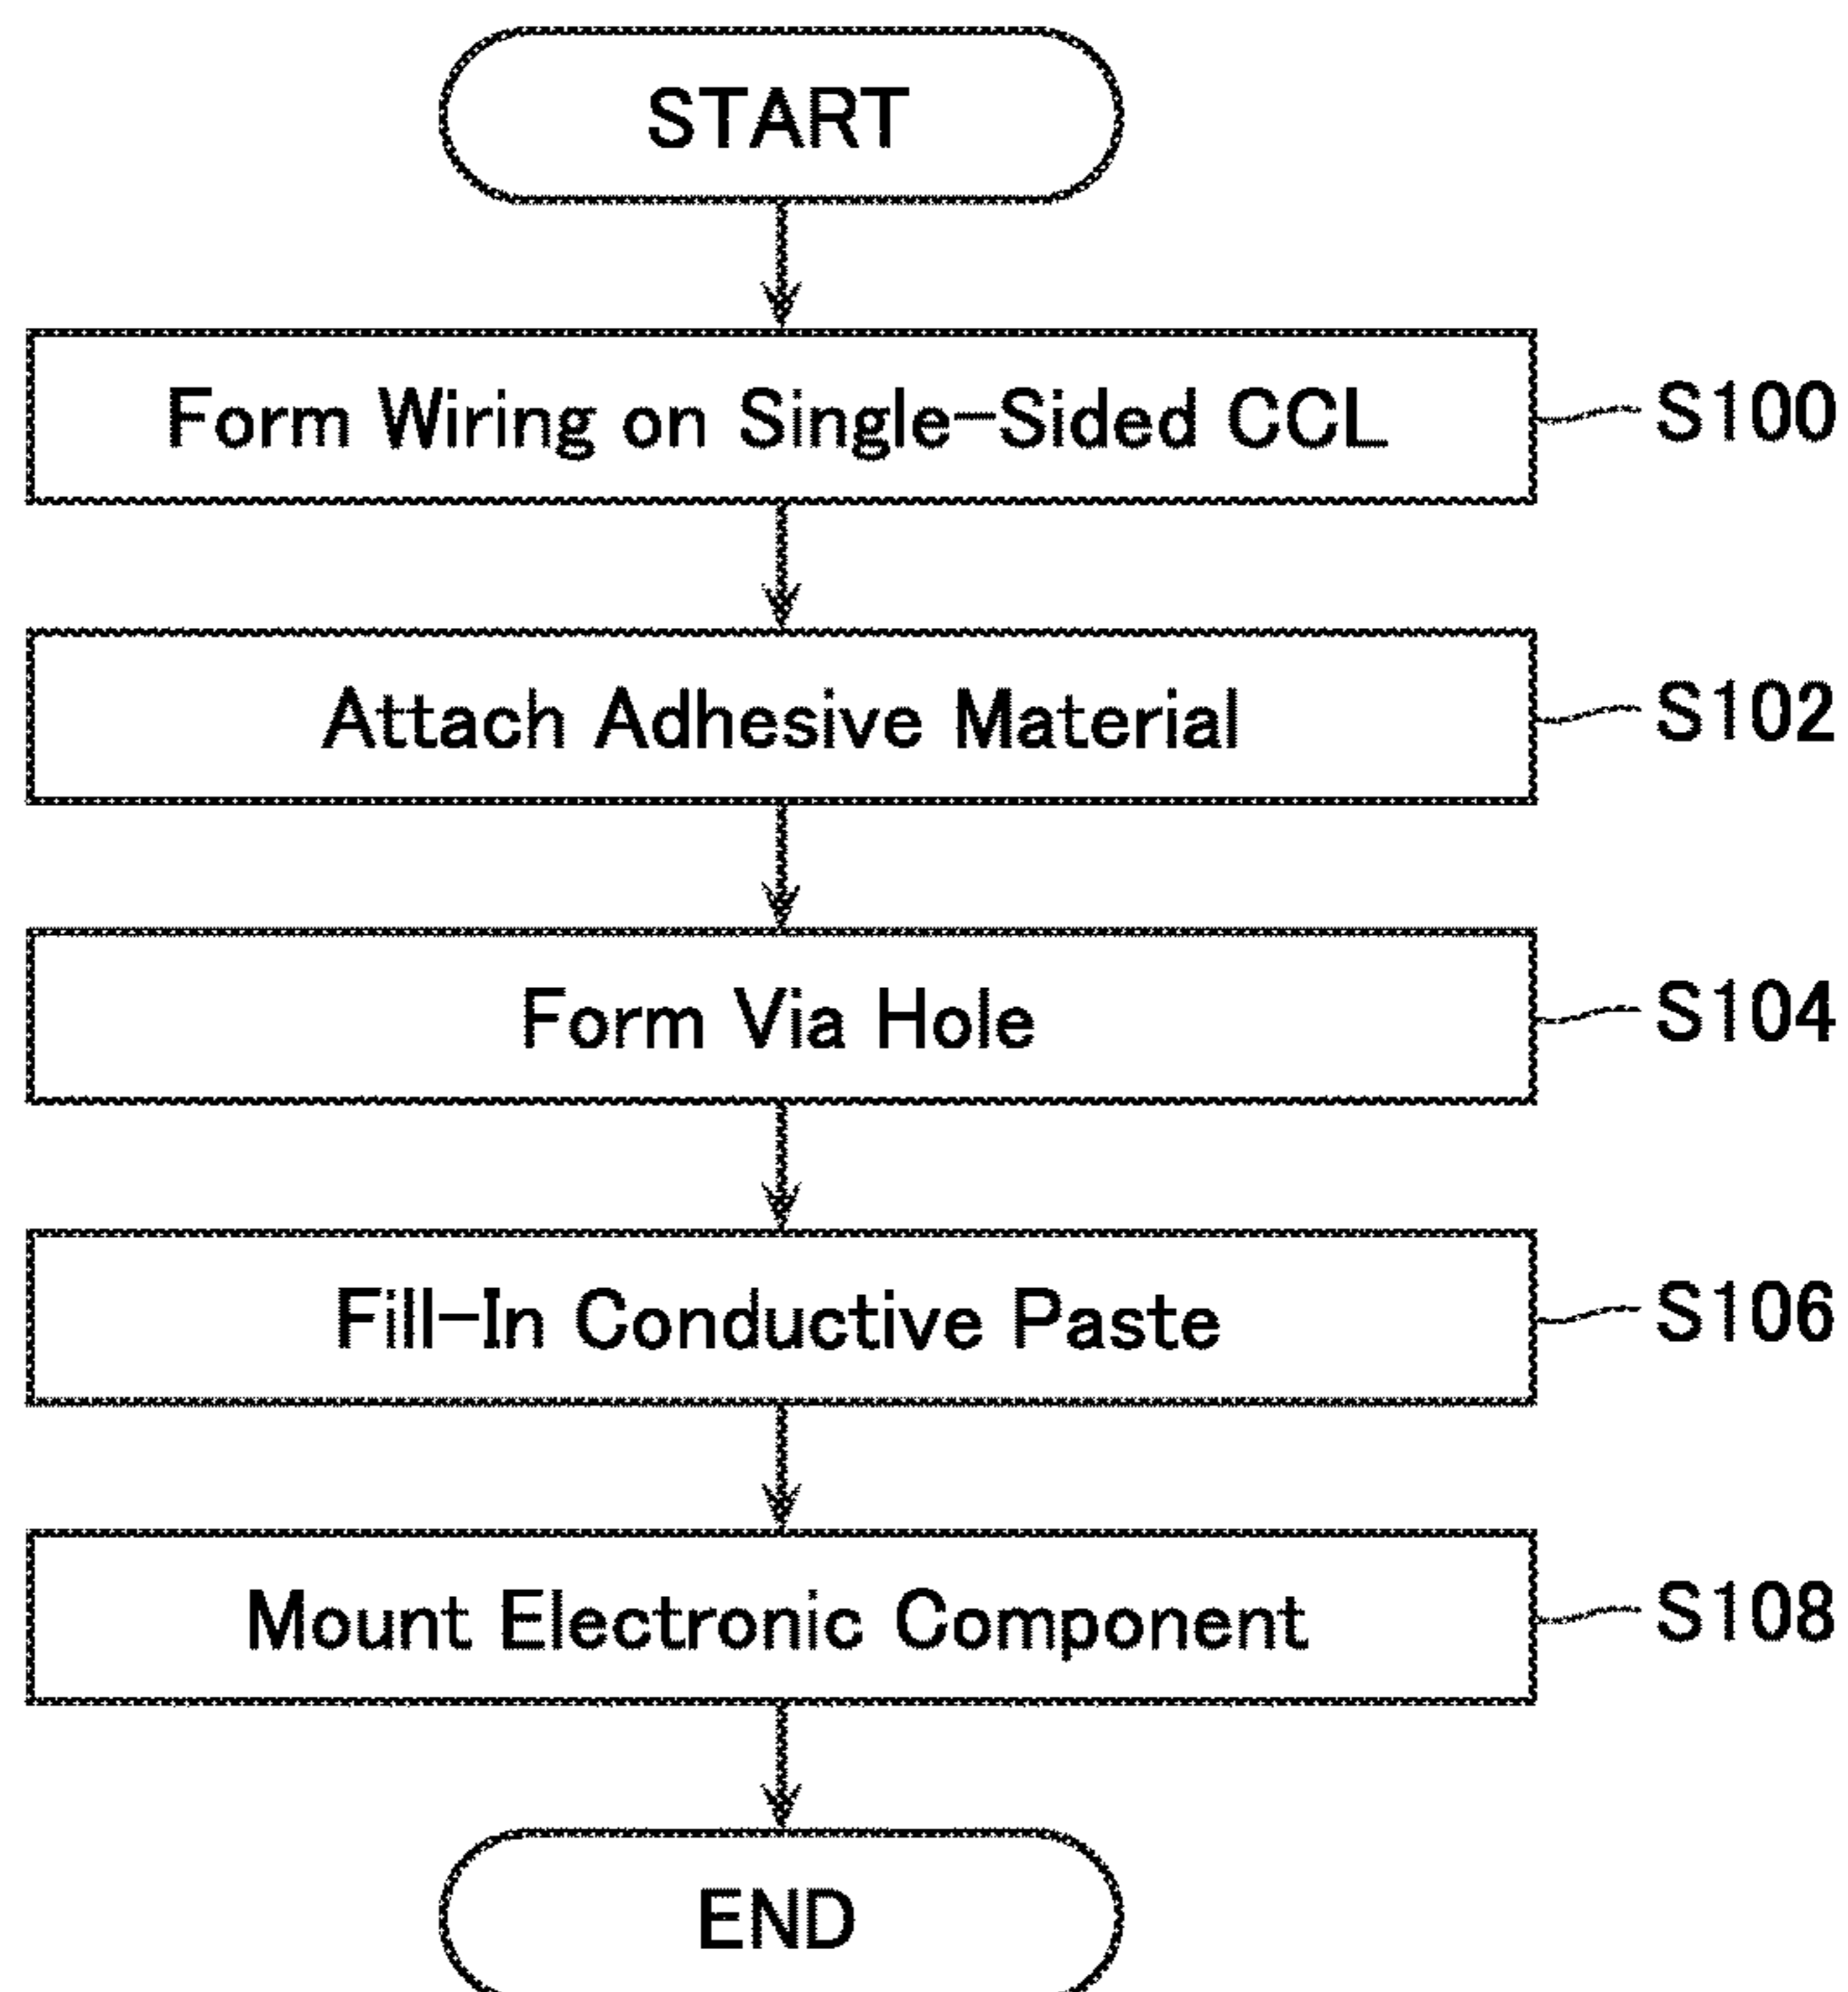 START
Form Wiring on Single-Sided CCL
S100
Attach Adhesive Material
S102
Form Via Hole
S104
Fill-In Conductive Paste
S106
Mount Electronic Component
S108
END